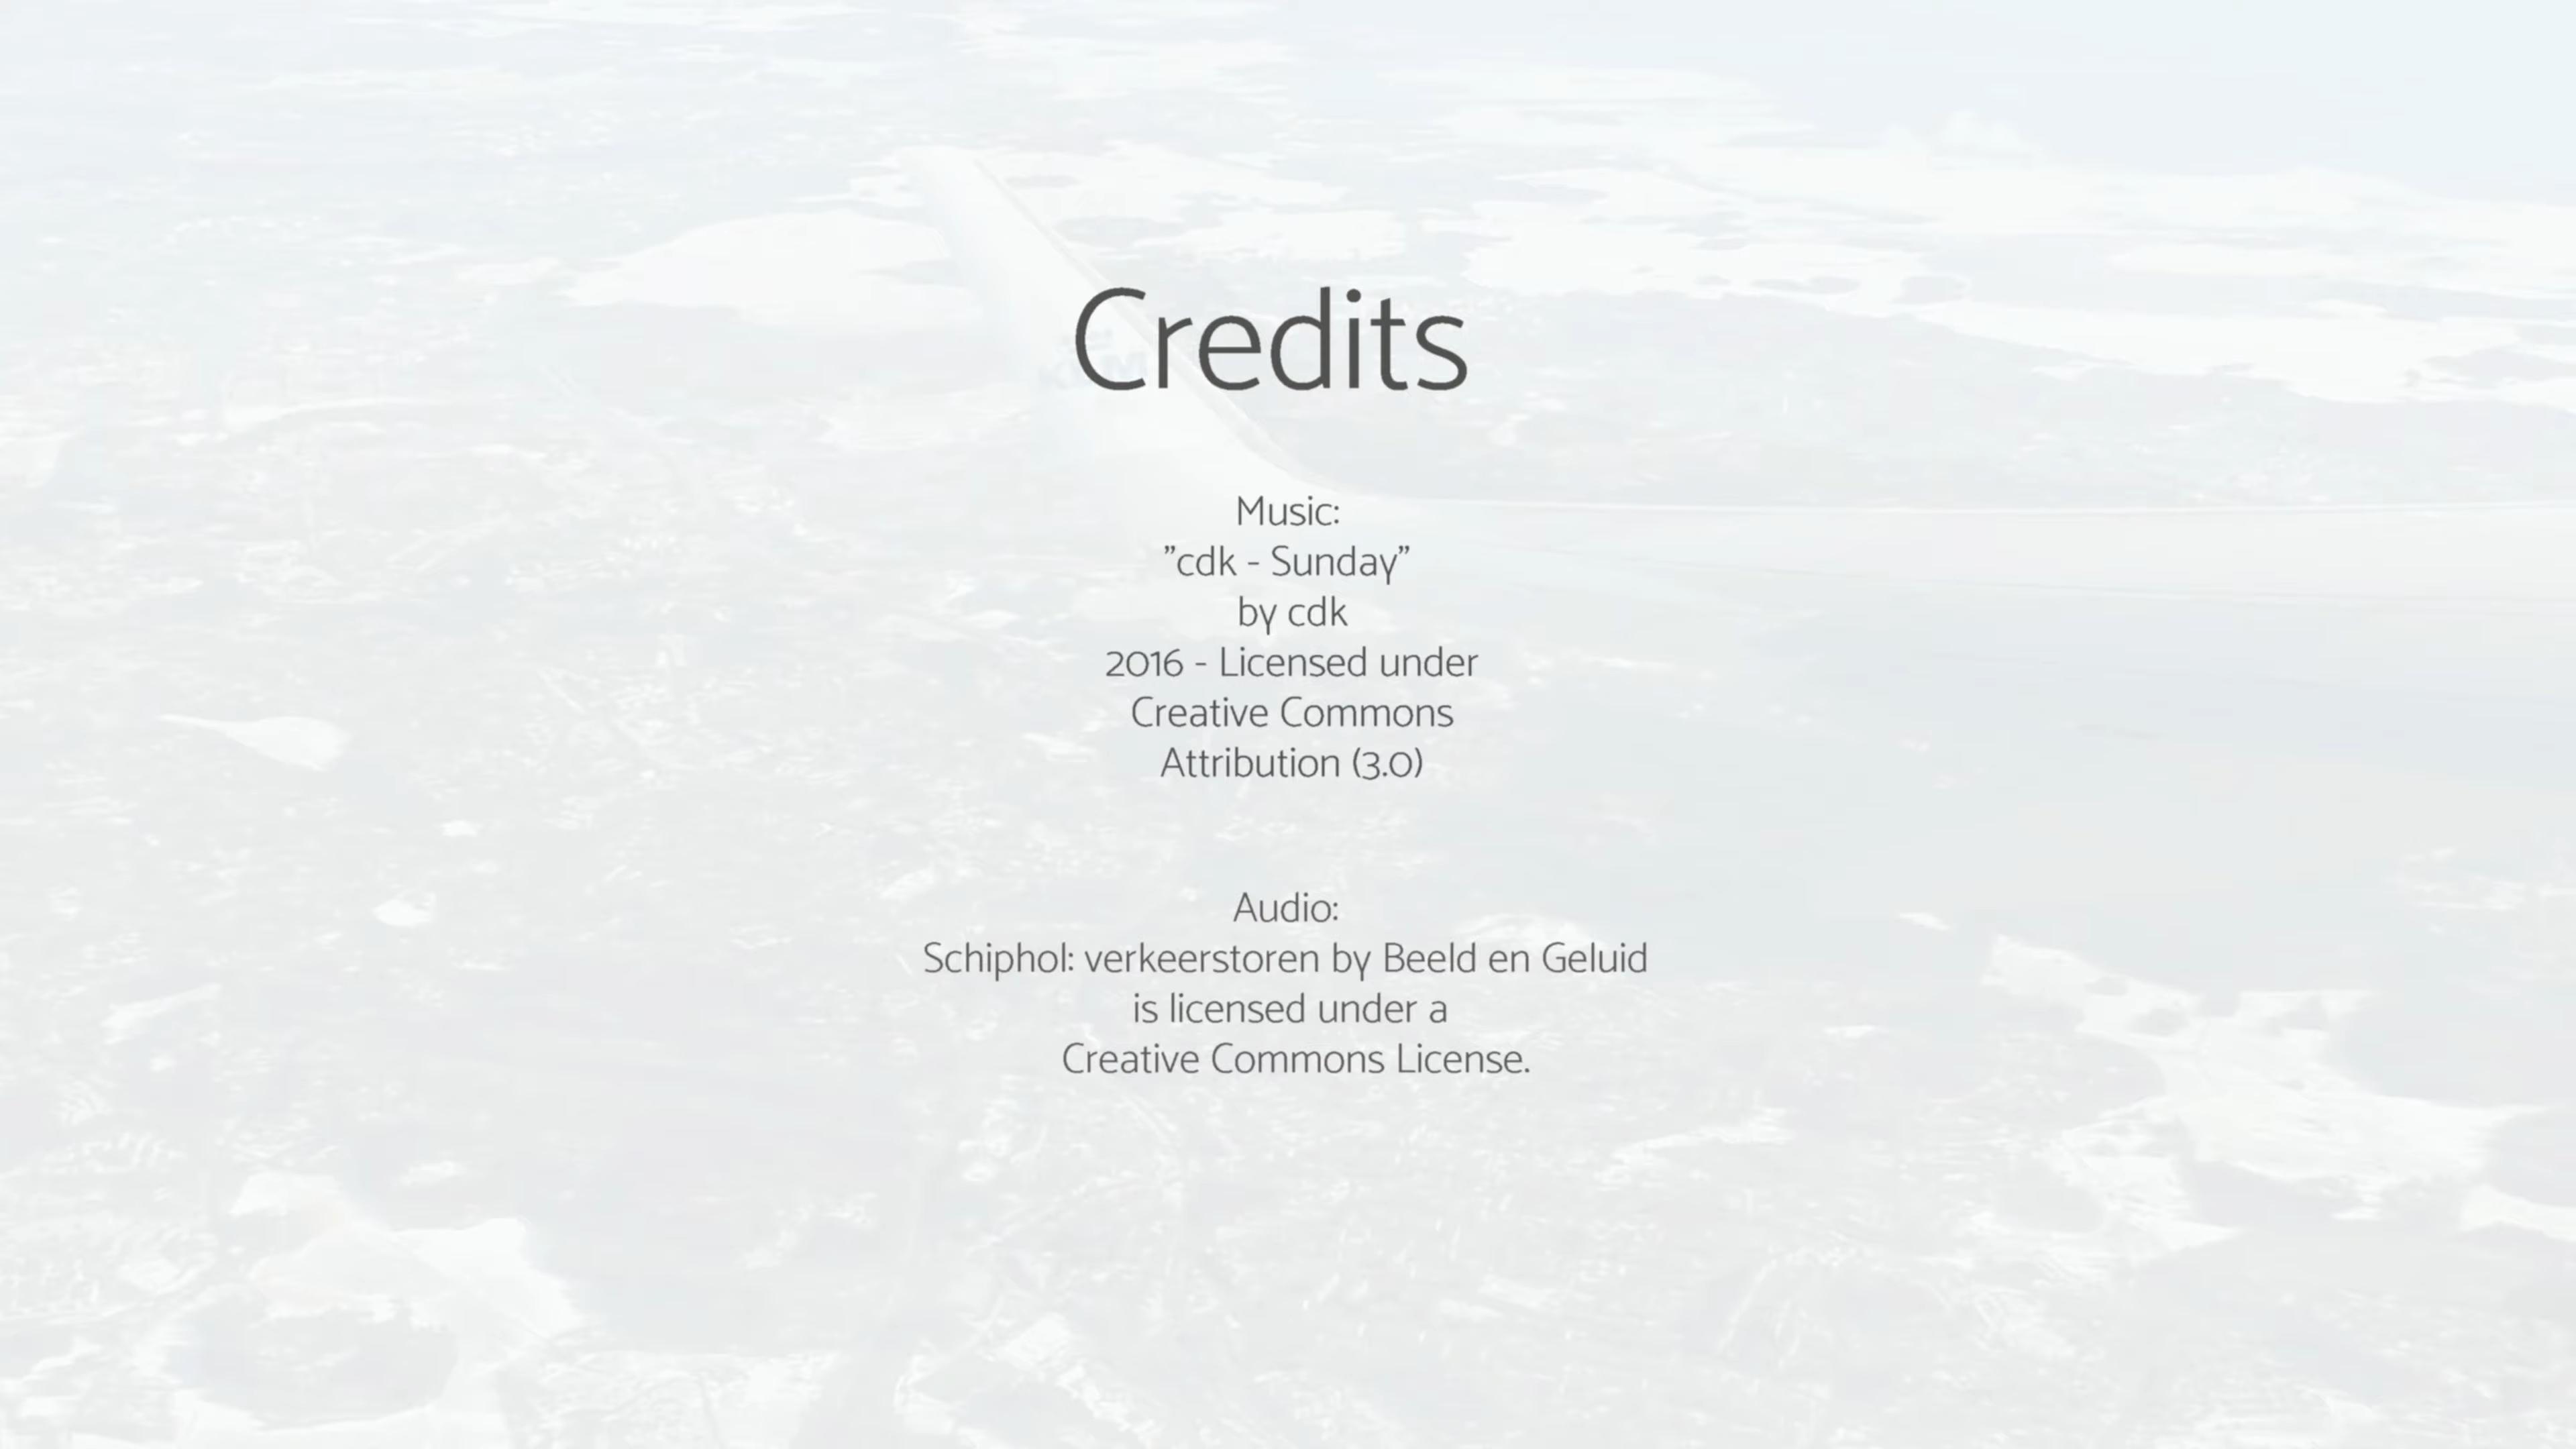 Credits
Music:
"cdk - Sunday"
by cdk
2016 - Licensed under
Creative Commons
Attribution (3.0)
Audio:
Schiphol: verkeerstoren by Beeld en Geluid
is licensed under a
Creative Commons License.